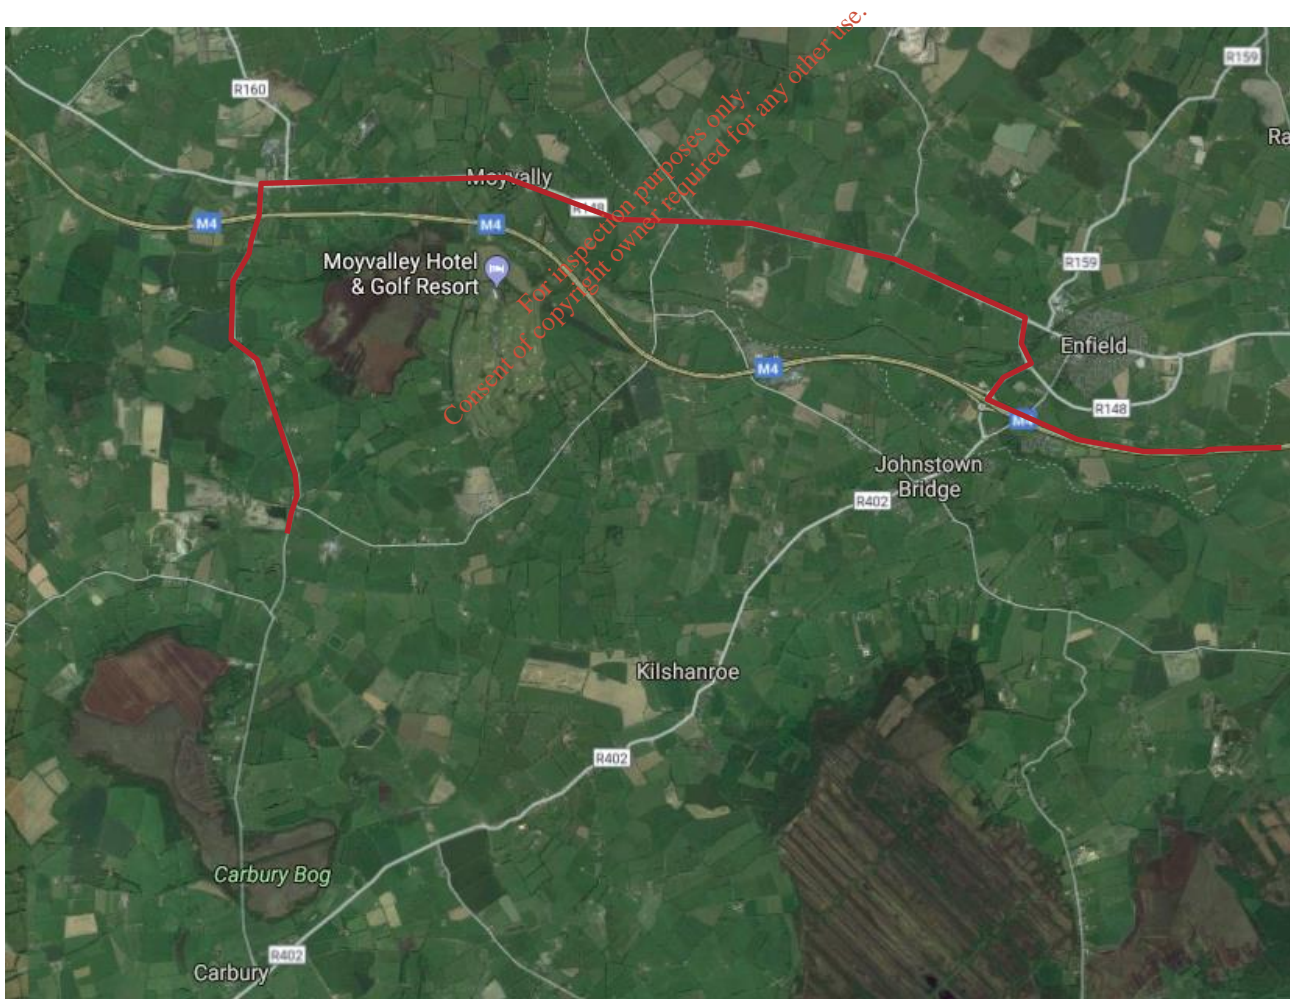 For inspection purposes only.
Consent of copyright owner required for any other use.
R159
R160
Ra
Moyvally
R148
M4
M4
Moyvalley Hotel
& Golf Resort
R159
Enfield
M4
R148
M4
Johnstown
Bridge
R402
Kilshanroe
R402
Carbury Bog
R402
Carbury